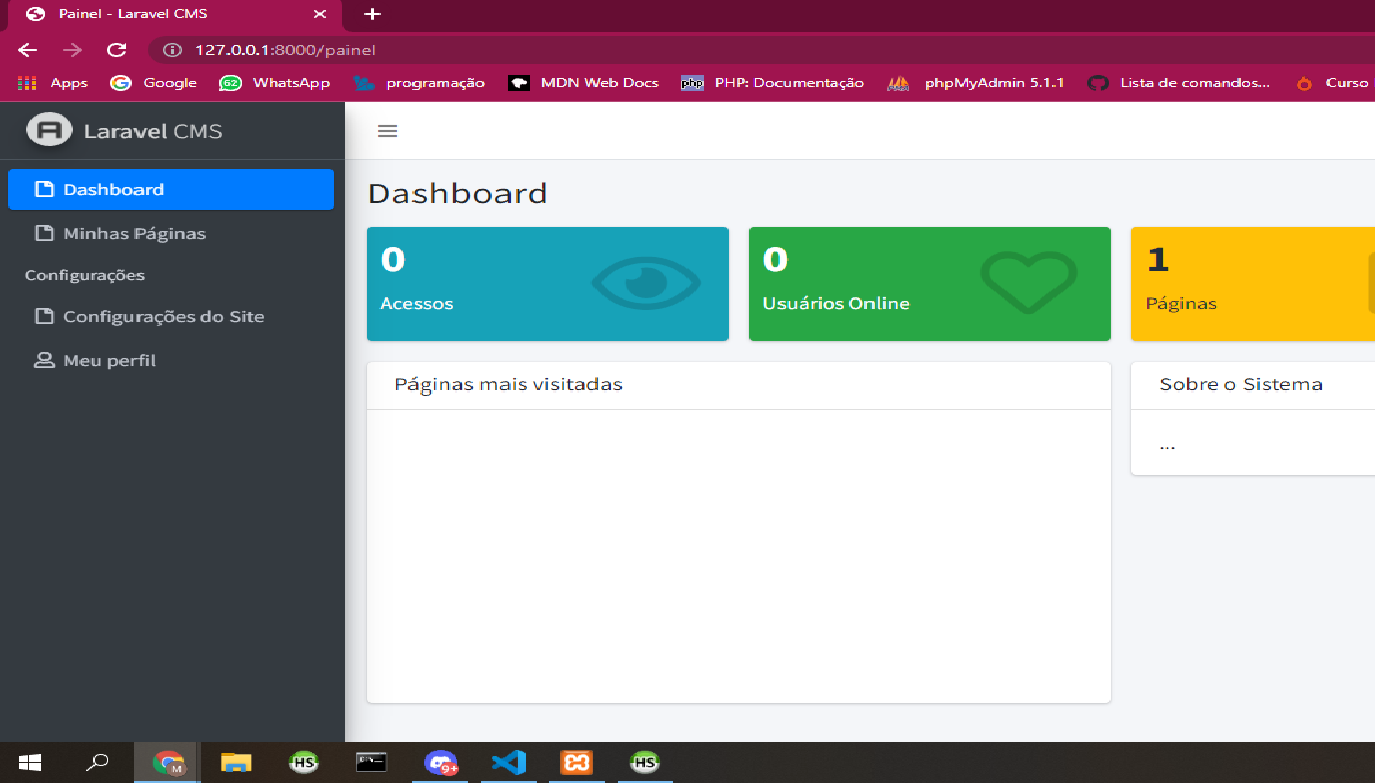 Painel - Laravel CMS
127.0.0.1:8000/painel
Apps Google WhatsApp programação MDN Web Docs PHP: Documentação phpMyAdmin 5.1.1 Lista de comandos... Curso
62
php
Laravel CMS
Dashboard
Minhas Páginas
Configurações
Configurações do Site
Meu perfil
Dashboard
0
Acessos
0
Usuários Online
1
Páginas
Páginas mais visitadas
Sobre o Sistema
...
M
HS
9+
HS